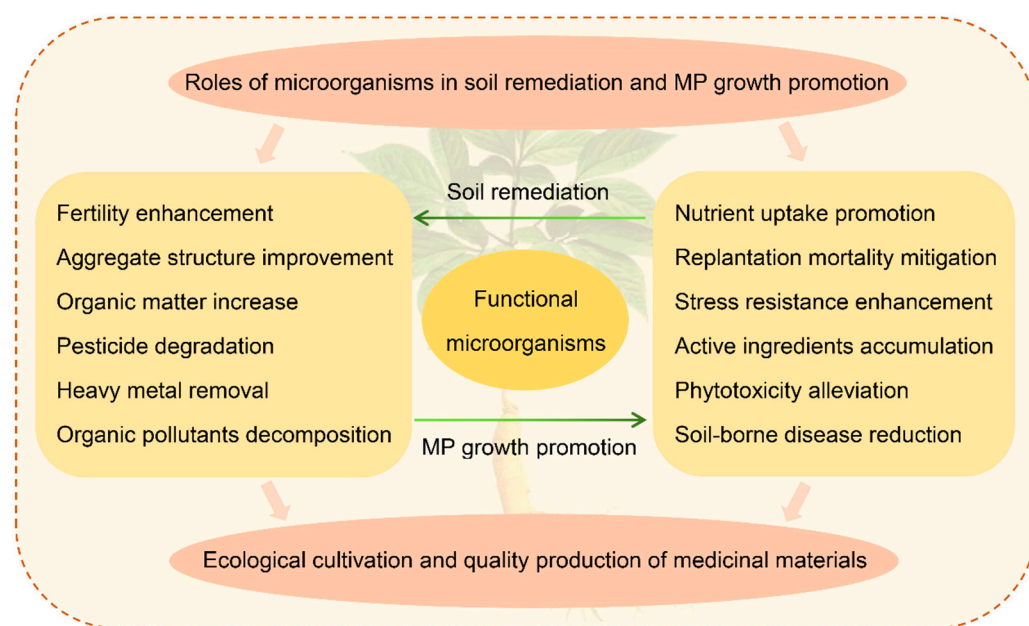 Roles of microorganisms in soil remediation and MP growth promotion
Fertility enhancement
Aggregate structure improvement
Organic matter increase
Pesticide degradation
Heavy metal removal
Organic pollutants decomposition
Soil remediation
Functional
microorganisms
MP growth promotion
Nutrient uptake promotion
Replantation mortality mitigation
Stress resistance enhancement
Active ingredients accumulation
Phytotoxicity alleviation
Soil-borne disease reduction
Ecological cultivation and quality production of medicinal materials